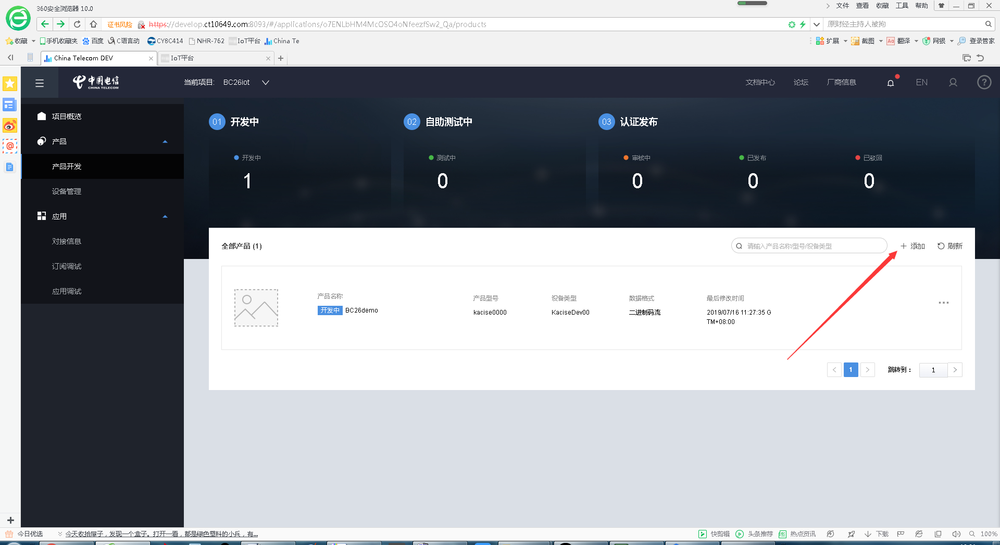 360安全浏览器 10.0
文件 查看 收藏 工具 帮助
证书风险 https://develop.ct10649.com:8093/#/applications/o7ENLbHM4McOSO4oNfeezfSw2_Qa/products
原财经主持人被拘
收藏 手机收藏夹 百度 C语言动 CY8C414 NHR-762 IoT平台 China Te
扩展 截图 Aa 翻译 网银 登录管家
China Telecom DEV
IoT平台
中国电信
CHINA TELECOM
当前项目: BC26iot
文档中心 论坛 厂商信息 EN ?
项目概览
产品
产品开发
设备管理
应用
对接信息
订阅调试
应用调试
01 开发中
02 自助测试中
03 认证发布
开发中
测试中
审核中
已发布
已驳回
1
0
0
0
0
全部产品 (1)
请输入产品名称/型号/设备类型
添加
刷新
产品名称
开发中 BC26demo
产品型号
kacise0000
设备类型
KaciseDev00
数据格式
二进制码流
最后修改时间
2019/07/16 11:27:35 G
TM+08:00
1
跳转到：
1
今日优选
今天收拾屋子，发现一个盒子。打开一看，都是绿色塑料的小兵，有...
快剪辑 头条推荐 热点资讯 下载 100%